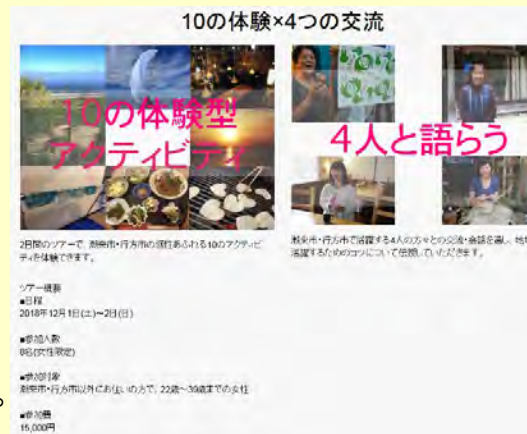 10の体験×4つの交流
10の体験型
アクティビティ
4人と語らう
2日間のツアーで、潮来市・行方市の個性あふれる10のアクティビ
ティを体験できます。
潮来市・行方市で活躍する4人の方々との交流・会話を通し、地域
活躍するためのコツについて伝授していただきます。
ツアー概要
■日程
2018年12月1日(土)~2日(日)
■参加人数
8名(女性限定)
■参加対象
潮来市・行方市以外にお住いの方で、22歳~39歳までの女性
■参加費
15,000円
。